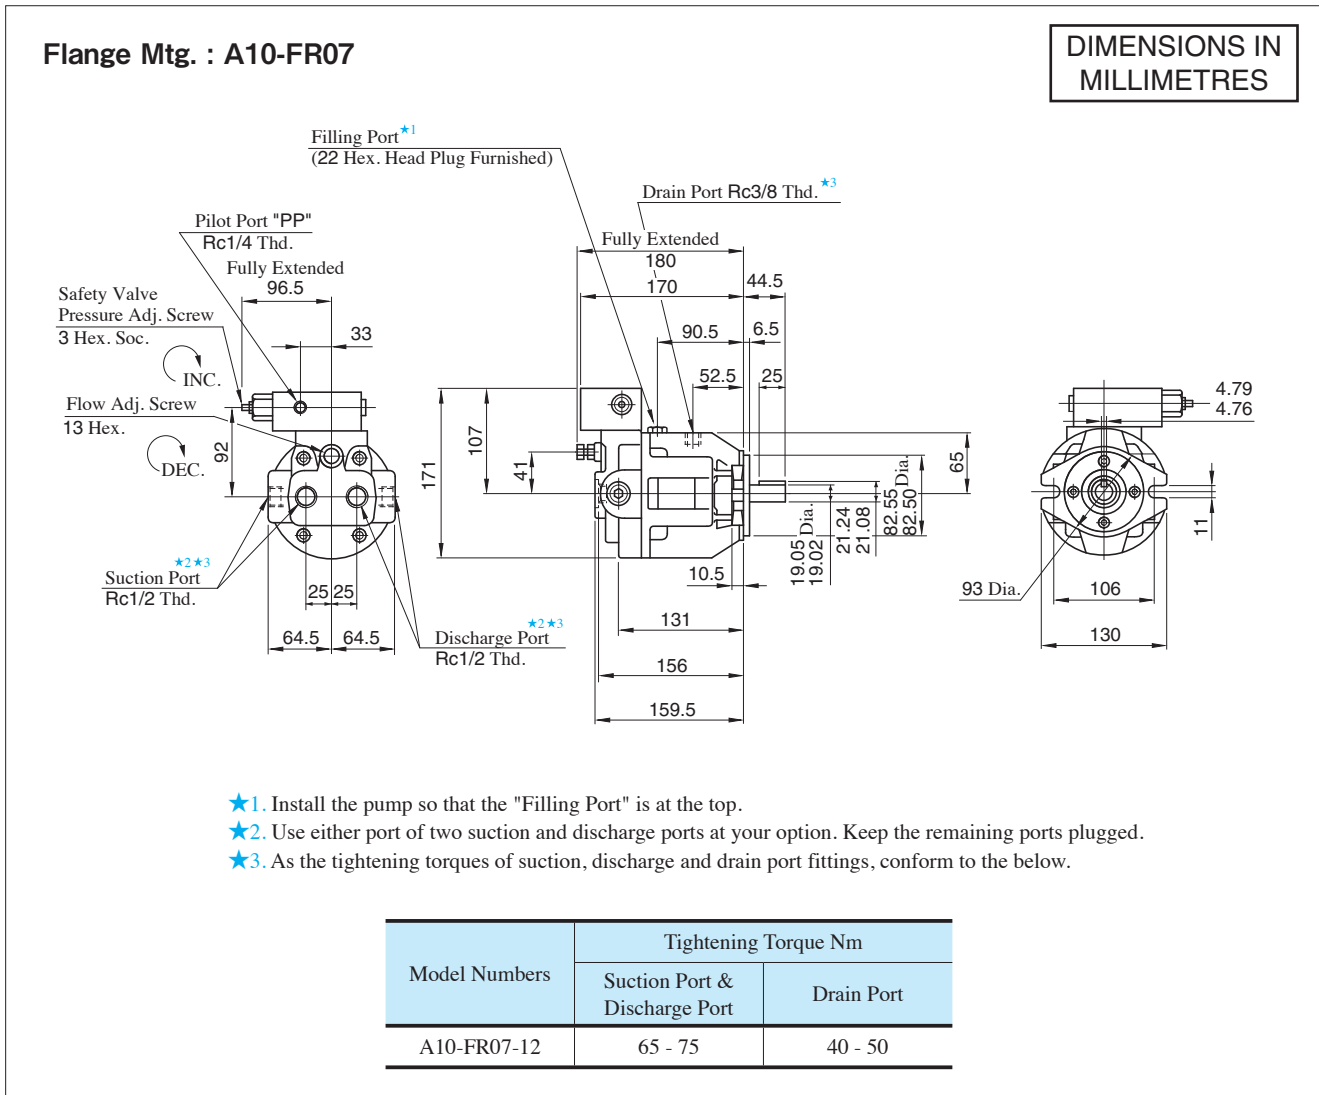 Flange Mtg. : A10-FR07
DIMENSIONS IN
MILLIMETRES
Filling Port★1
(22 Hex. Head Plug Furnished)
Drain Port Rc3/8 Thd.★3
Pilot Port "PP"
Rc1/4 Thd.
Fully Extended
96.5
Safety Valve
Pressure Adj. Screw
3 Hex. Soc.
33
INC.
Flow Adj. Screw
13 Hex.
DEC.
92
★2★3
Suction Port
Rc1/2 Thd.
25
25
64.5
64.5
★2★3
Discharge Port
Rc1/2 Thd.
Fully Extended
180
170
44.5
90.5
6.5
52.5
25
171
107
41
65
10.5
19.05 Dia.
19.02
21.24
21.08
82.55 Dia.
82.50
131
156
159.5
4.79
4.76
11
93 Dia.
106
130
★1. Install the pump so that the "Filling Port" is at the top.
★2. Use either port of two suction and discharge ports at your option. Keep the remaining ports plugged.
★3. As the tightening torques of suction, discharge and drain port fittings, conform to the below.
Model Numbers
Tightening Torque Nm
Suction Port &
Discharge Port
Drain Port
A10-FR07-12
65 - 75
40 - 50